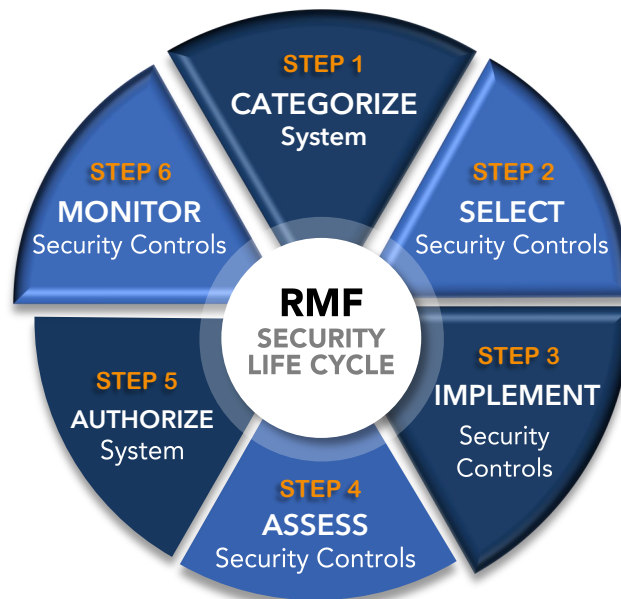 STEP 1
CATEGORIZE
System
STEP 2
SELECT
Security Controls
STEP 3
IMPLEMENT
Security
Controls
STEP 4
ASSESS
Security Controls
STEP 5
AUTHORIZE
System
STEP 6
MONITOR
Security Controls
RMF
SECURITY
LIFE CYCLE